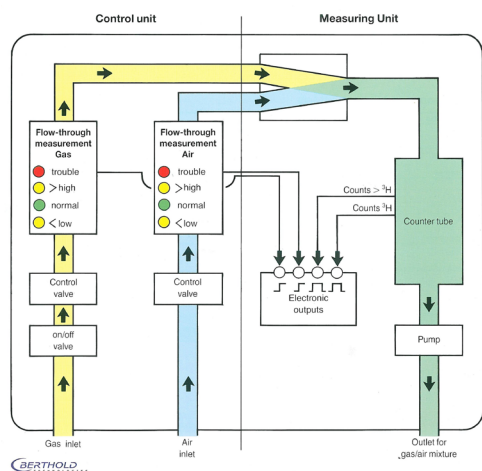 Control unit
Measuring Unit
Flow-through
measurement
Gas
trouble
> high
normal
< low
Flow-through
measurement
Air
trouble
> high
normal
< low
Counts > ³H
Counts ³H
Counter tube
Control
valve
Control
valve
Electronic
outputs
on/off
valve
Pump
Gas inlet
Air
inlet
Outlet for
gas/air mixture
BERTHOLD